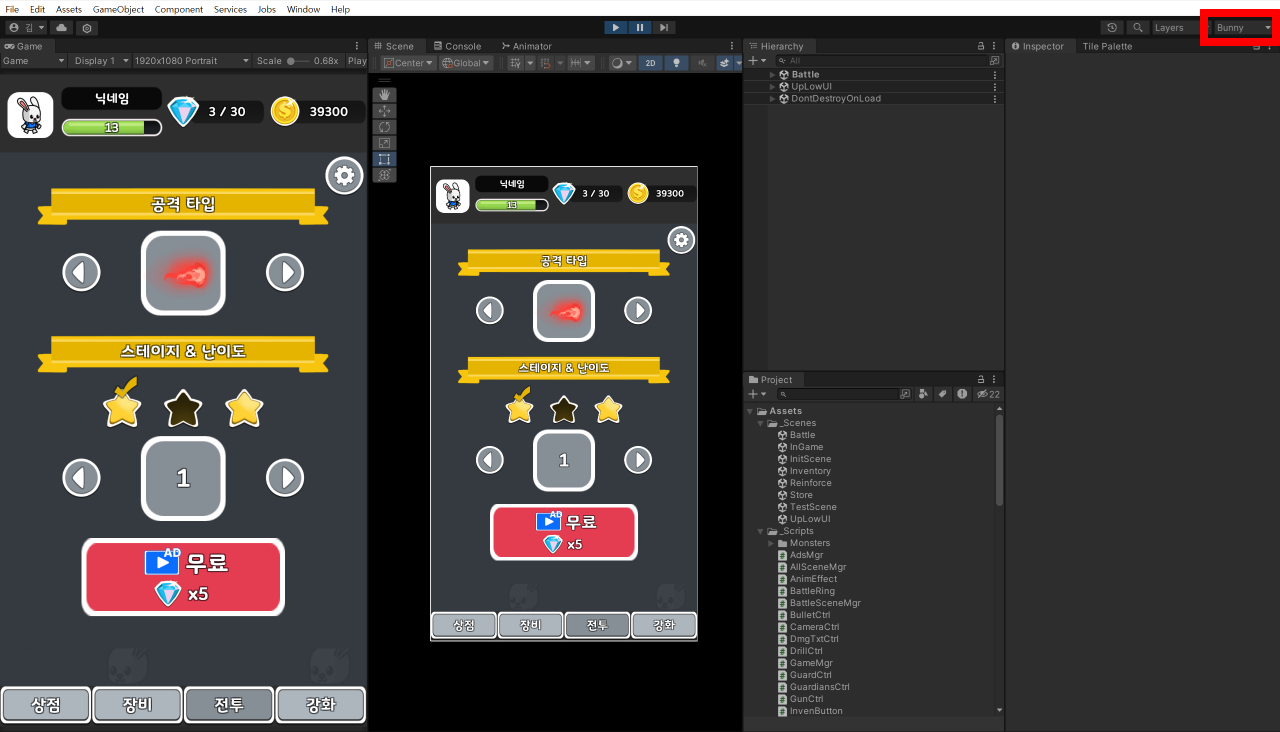 File Edit Assets GameObject Component Services Jobs Window Help
김 Layers Bunny
Game Scene Console Animator Hierarchy Inspector Tile Palette
Game Display 1 1920x1080 Portrait Scale 0.68x Play Center Global 2D All
Battle
UpLowUI
DontDestroyOnLoad
닉네임
13
3 / 30
39300
공격 타입
스테이지 & 난이도
1
AD
무료
x5
상점 장비 전투 강화
닉네임
13
3 / 30
39300
공격 타입
스테이지 & 난이도
1
AD
무료
x5
상점 장비 전투 강화
Project
22
Assets
_Scenes
Battle
InGame
InitScene
Inventory
Reinforce
Store
TestScene
UpLowUI
_Scripts
Monsters
AdsMgr
AllSceneMgr
AnimEffect
BattleRing
BattleSceneMgr
BulletCtrl
CameraCtrl
DmgTxtCtrl
DrillCtrl
GameMgr
GuardCtrl
GuardiansCtrl
GunCtrl
InvenButton